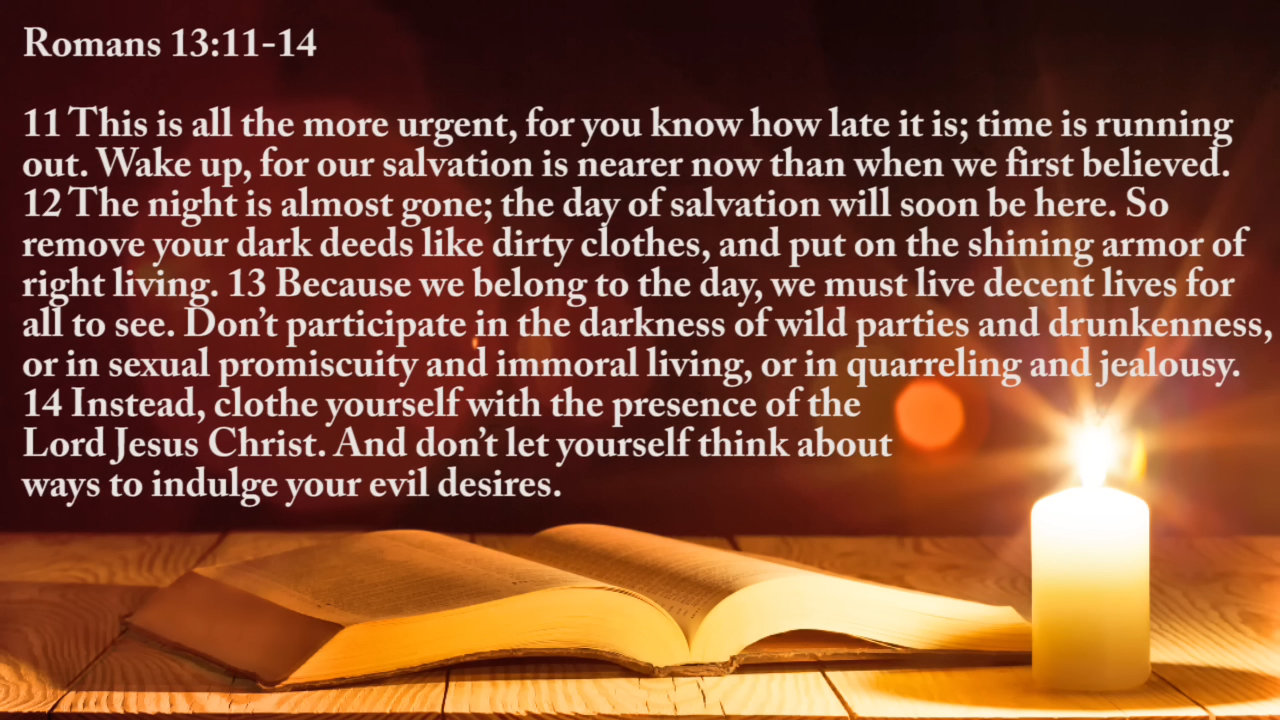 Romans 13:11-14
11 This is all the more urgent, for you know how late it is; time is running
out. Wake up, for our salvation is nearer now than when we first believed.
12 The night is almost gone; the day of salvation will soon be here. So
remove your dark deeds like dirty clothes, and put on the shining armor of
right living. 13 Because we belong to the day, we must live decent lives for
all to see. Don’t participate in the darkness of wild parties and drunkenness,
or in sexual promiscuity and immoral living, or in quarreling and jealousy.
14 Instead, clothe yourself with the presence of the
Lord Jesus Christ. And don’t let yourself think about
ways to indulge your evil desires.